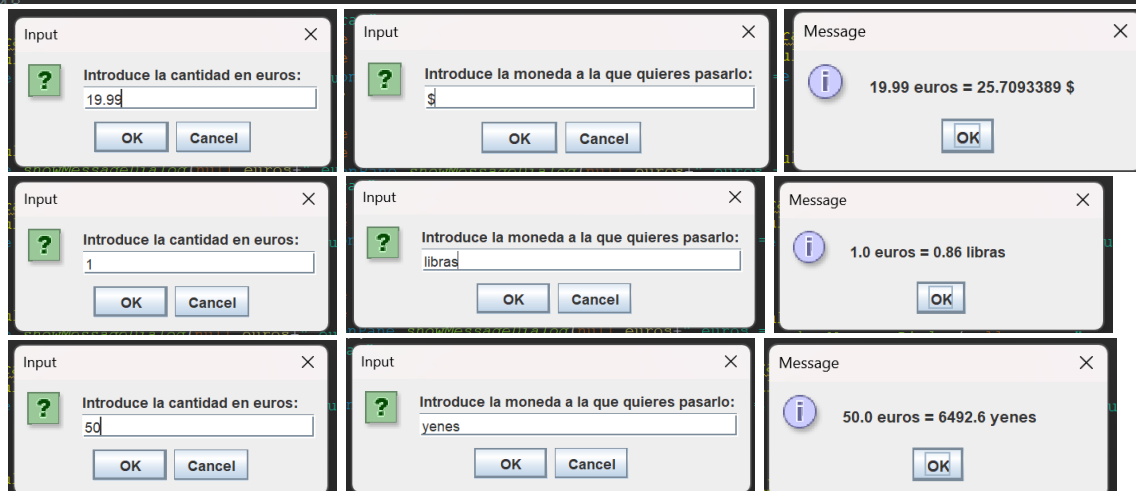 Input
Introduce la cantidad en euros:
19.99
OK Cancel
Input
Introduce la moneda a la que quieres pasarlo:
$
OK Cancel
Message
19.99 euros = 25.7093389 $
OK
Input
Introduce la cantidad en euros:
1
OK Cancel
Input
Introduce la moneda a la que quieres pasarlo:
libras
OK Cancel
Message
1.0 euros = 0.86 libras
OK
Input
Introduce la cantidad en euros:
50
OK Cancel
Input
Introduce la moneda a la que quieres pasarlo:
yenes
OK Cancel
Message
50.0 euros = 6492.6 yenes
OK